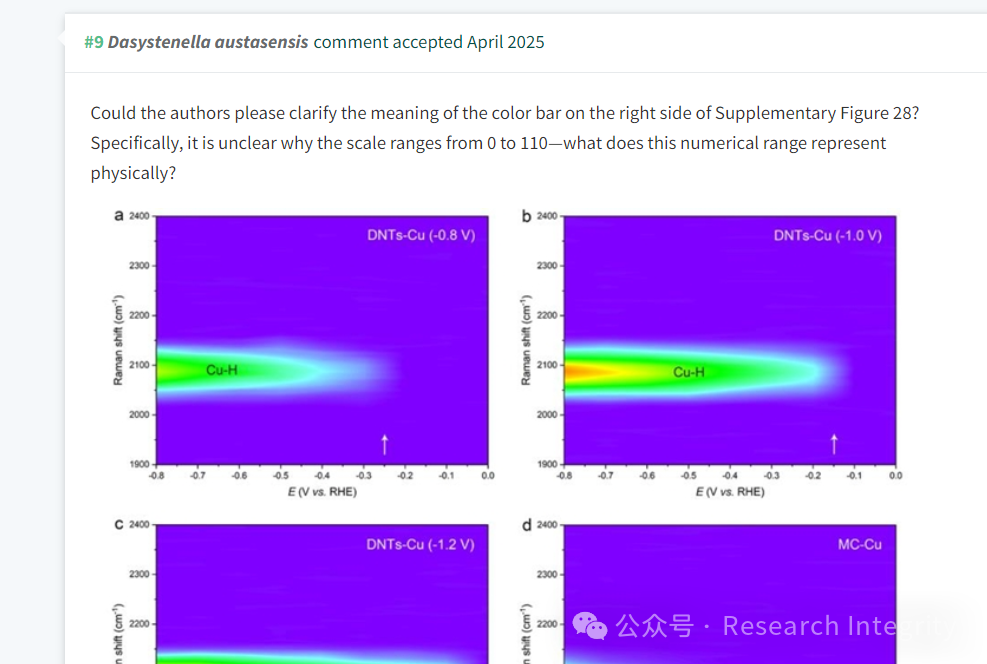 #9 Dasystenella austasensis comment accepted April 2025
Could the authors please clarify the meaning of the color bar on the right side of Supplementary Figure 28?
Specifically, it is unclear why the scale ranges from 0 to 110—what does this numerical range represent
physically?
a
2400
2300
2200
2100
2000
1900
Raman shift (cm⁻¹)
DNTs-Cu (-0.8 V)
Cu-H
-0.8 -0.7 -0.6 -0.5 -0.4 -0.3 -0.2 -0.1 0.0
E (V vs. RHE)
b
2400
2300
2200
2100
2000
1900
Raman shift (cm⁻¹)
DNTs-Cu (-1.0 V)
Cu-H
-0.8 -0.7 -0.6 -0.5 -0.4 -0.3 -0.2 -0.1 0.0
E (V vs. RHE)
c
2400
2300
2200
shift (cm⁻¹)
DNTs-Cu (-1.2 V)
d
2400
2300
2200
shift (cm⁻¹)
MC-Cu
公众号 · Research Integrity